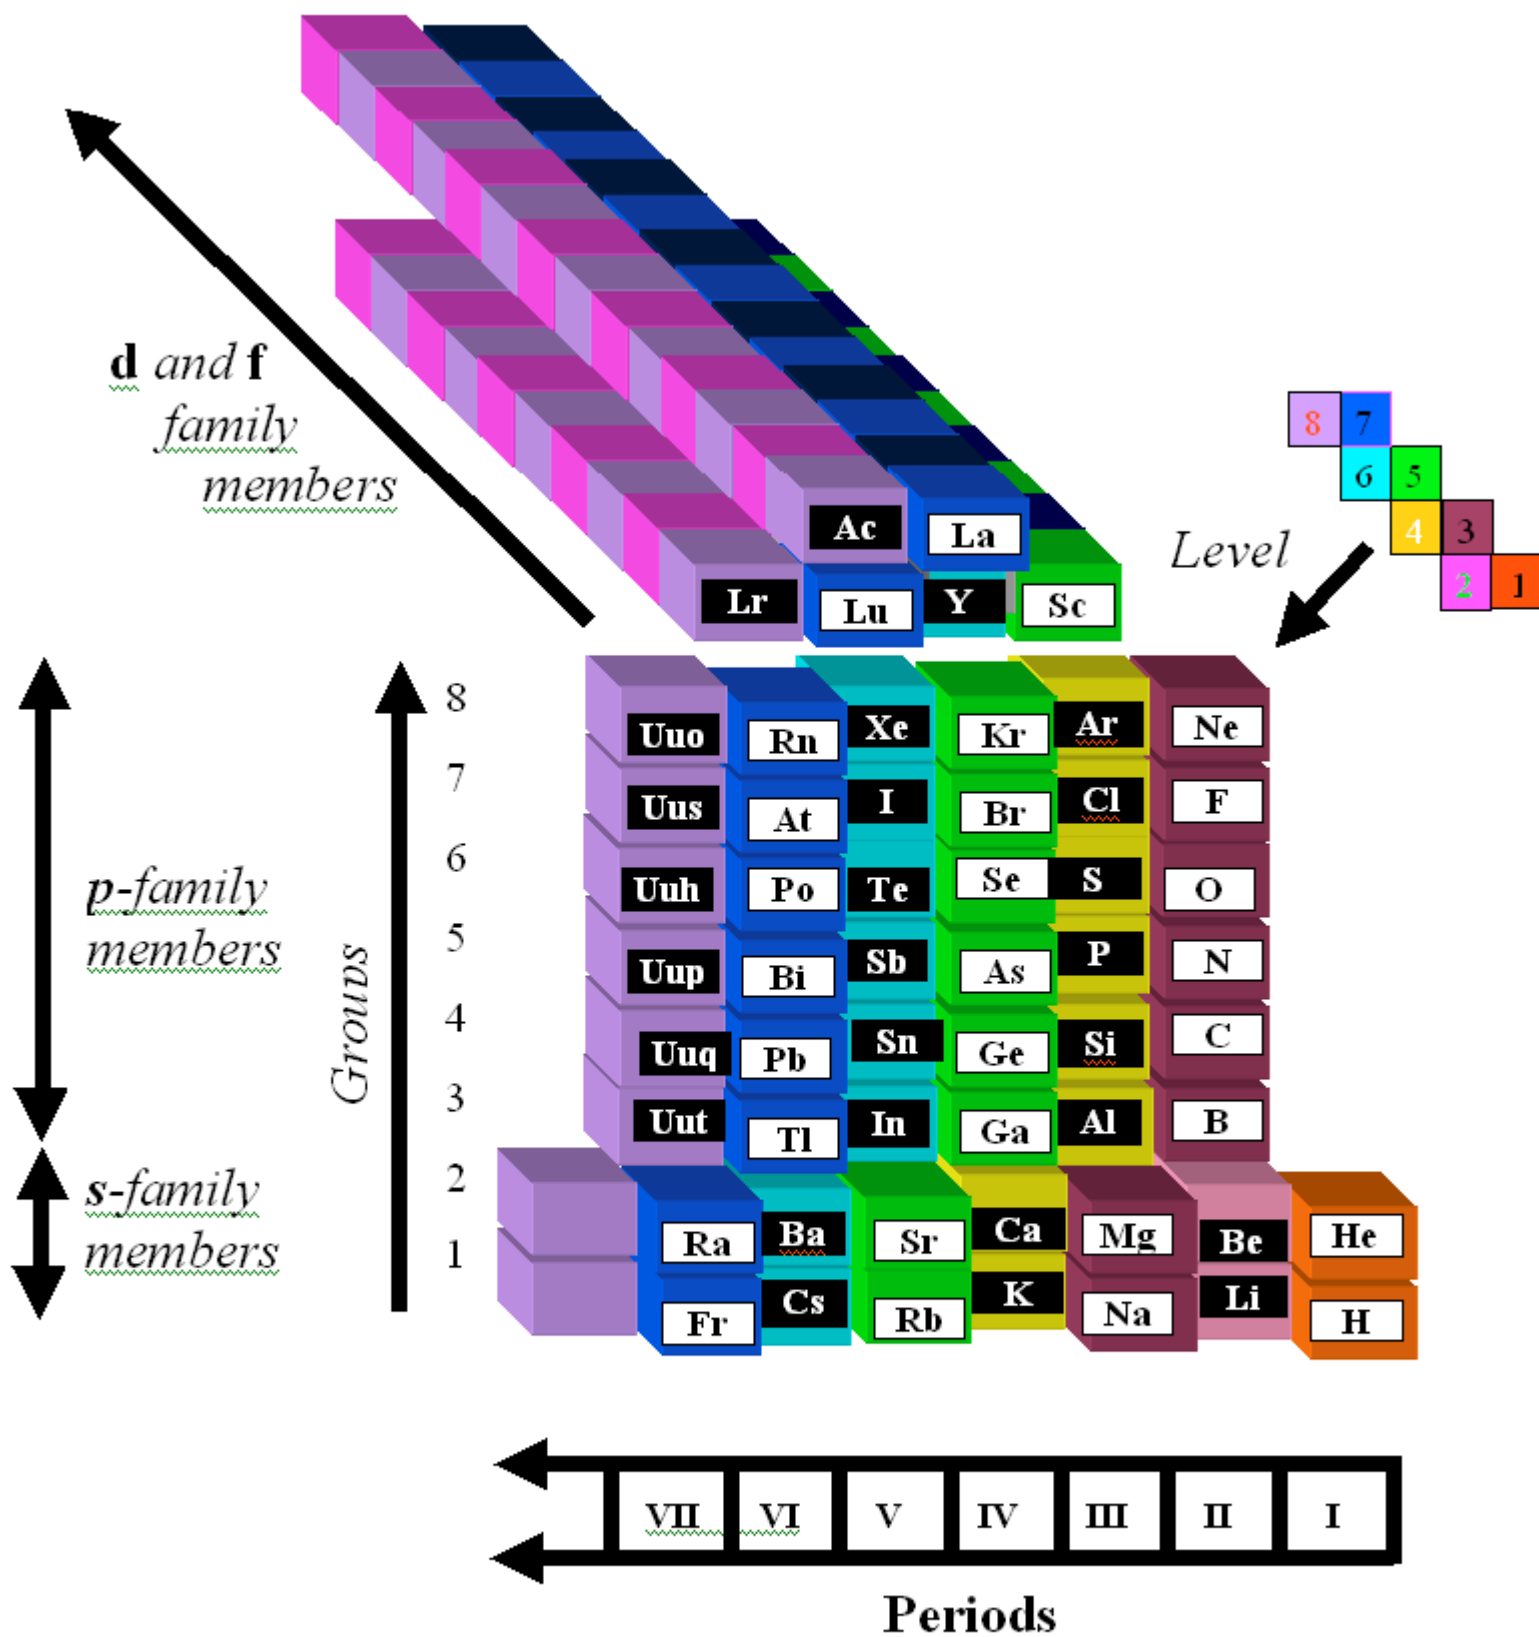 d and f
family
members
8 7
6 5
4 3
2 1
Level
Ac La
Lr Lu Y Sc
8
Uuo Rn Xe Kr Ar Ne
7
Uus At I Br Cl F
6
Uuh Po Te Se S O
p-family
members
5
Uup Bi Sb As P N
Groups
4
Uuq Pb Sn Ge Si C
3
Uut Tl In Ga Al B
s-family
members
2
Ra Ba Sr Ca Mg Be He
1
Fr Cs Rb K Na Li H
VII VI V IV III II I
Periods